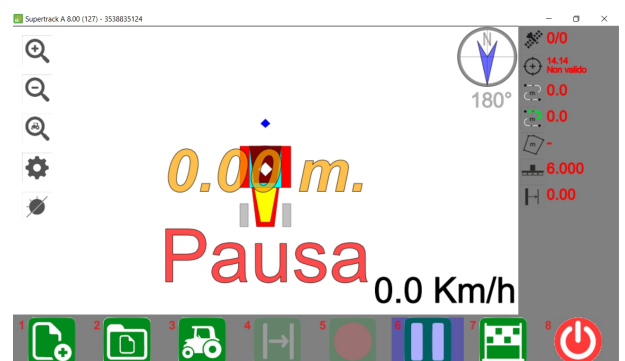 Supertrack A 8.00 (127) - 3538835124
N
180°
0/0
14.14
Non valido
m
0.0
m
0.0
m
-
6.000
0.00
0.00 m.
Pausa
0.0 Km/h
1 2 3 4 5 6 7 8